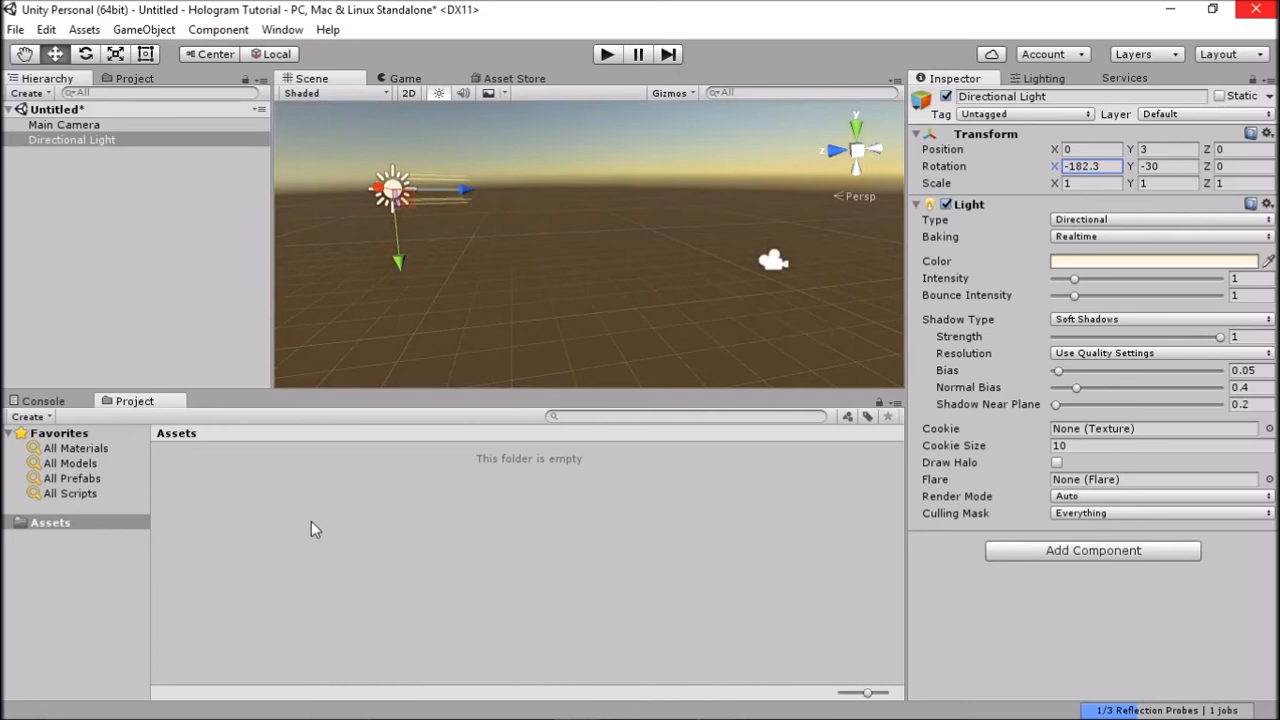 Unity Personal (64bit) - Untitled - Hologram Tutorial - PC, Mac & Linux Standalone* <DX11>
File Edit Assets GameObject Component Window Help
Center Local Account Layers Layout
Hierarchy Project
Create All
Untitled*
Main Camera
Directional Light
Scene Game Asset Store
Shaded 2D Gizmos All
y
z
Persp
Inspector Lighting Services
Directional Light Static
Tag Untagged Layer Default
Transform
Position X 0 Y 3 Z 0
Rotation X -182.3 Y -30 Z 0
Scale X 1 Y 1 Z 1
Light
Type Directional
Baking Realtime
Color
Intensity 1
Bounce Intensity 1
Shadow Type Soft Shadows
Strength 1
Resolution Use Quality Settings
Bias 0.05
Normal Bias 0.4
Shadow Near Plane 0.2
Cookie None (Texture)
Cookie Size 10
Draw Halo
Flare None (Flare)
Render Mode Auto
Culling Mask Everything
Add Component
Console Project
Create
Favorites
All Materials
All Models
All Prefabs
All Scripts
Assets
Assets
This folder is empty
1/3 Reflection Probes | 1 jobs